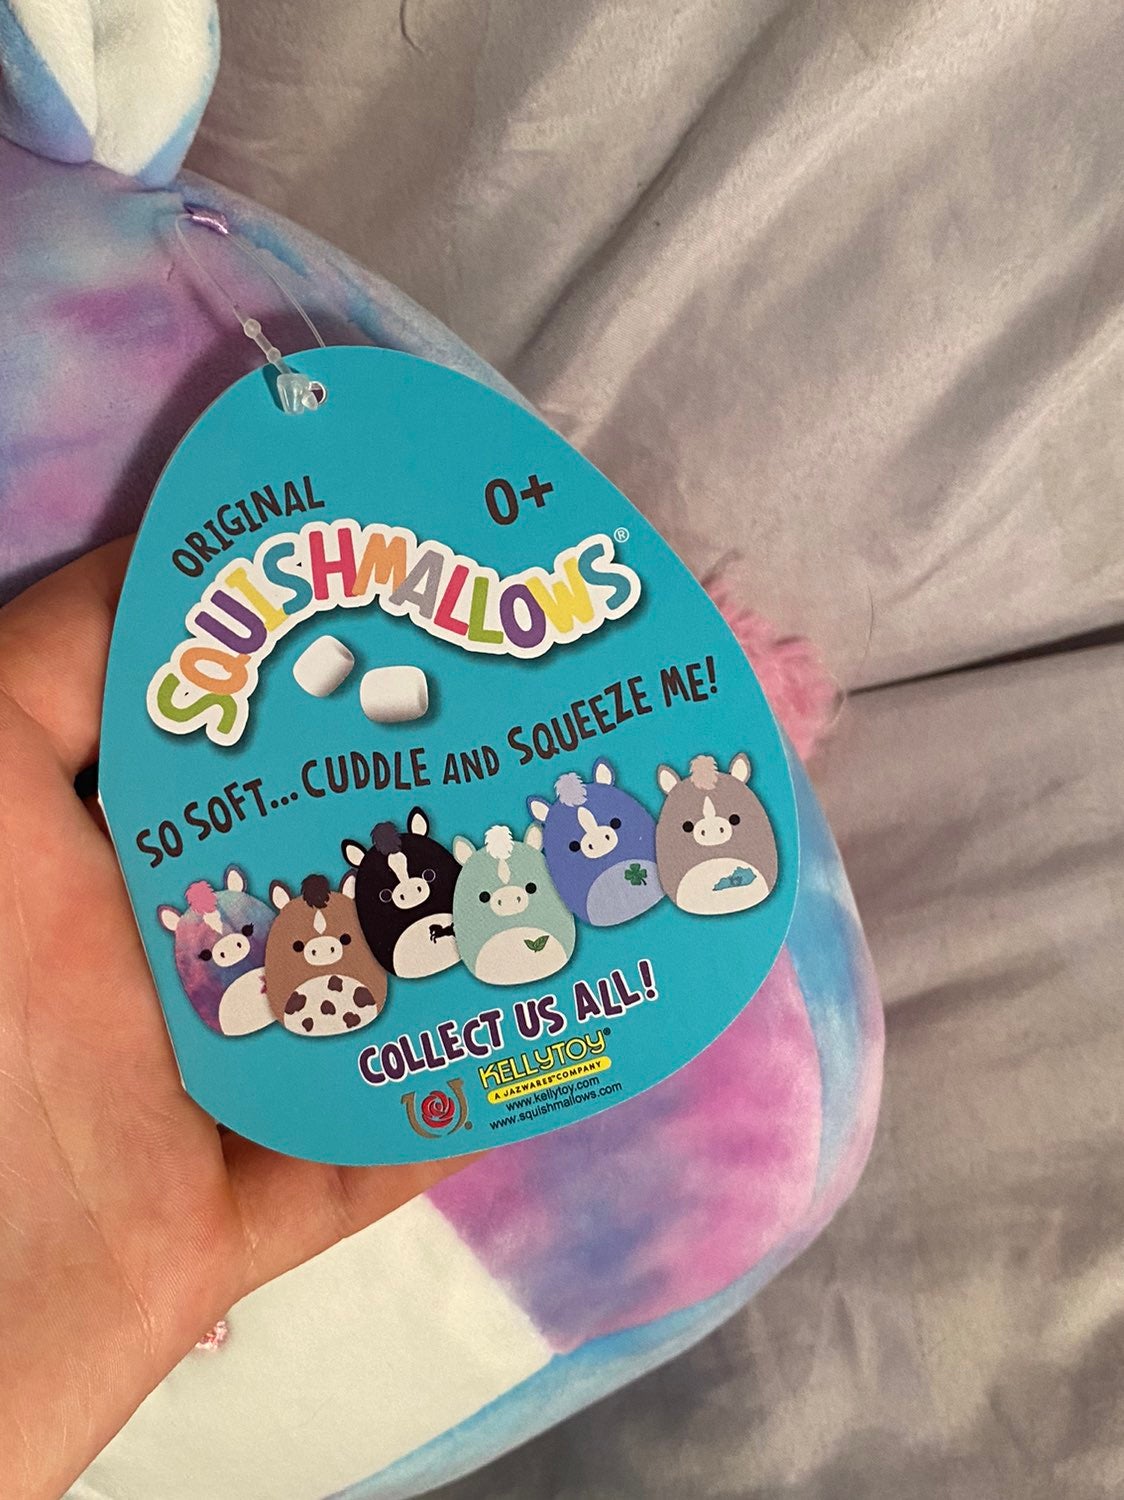 ORIGINAL
0+
SQUISHMALLOWS®
SO SOFT... CUDDLE AND SQUEEZE ME!
COLLECT US ALL!
KELLYTOY®
A JAZWARES™ COMPANY
www.kellytoy.com
www.squishmallows.com